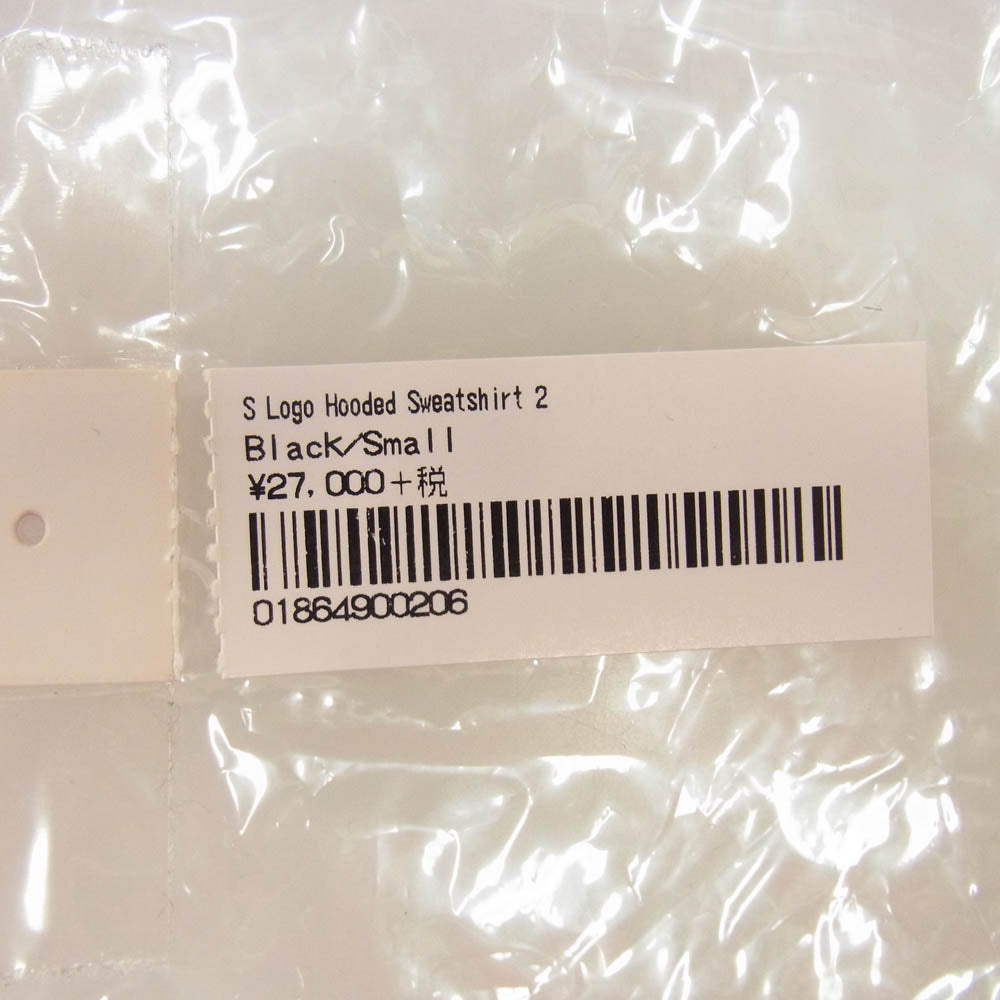 S Logo Hooded Sweatshirt 2
Black/Small
¥27,000+税
01864900206